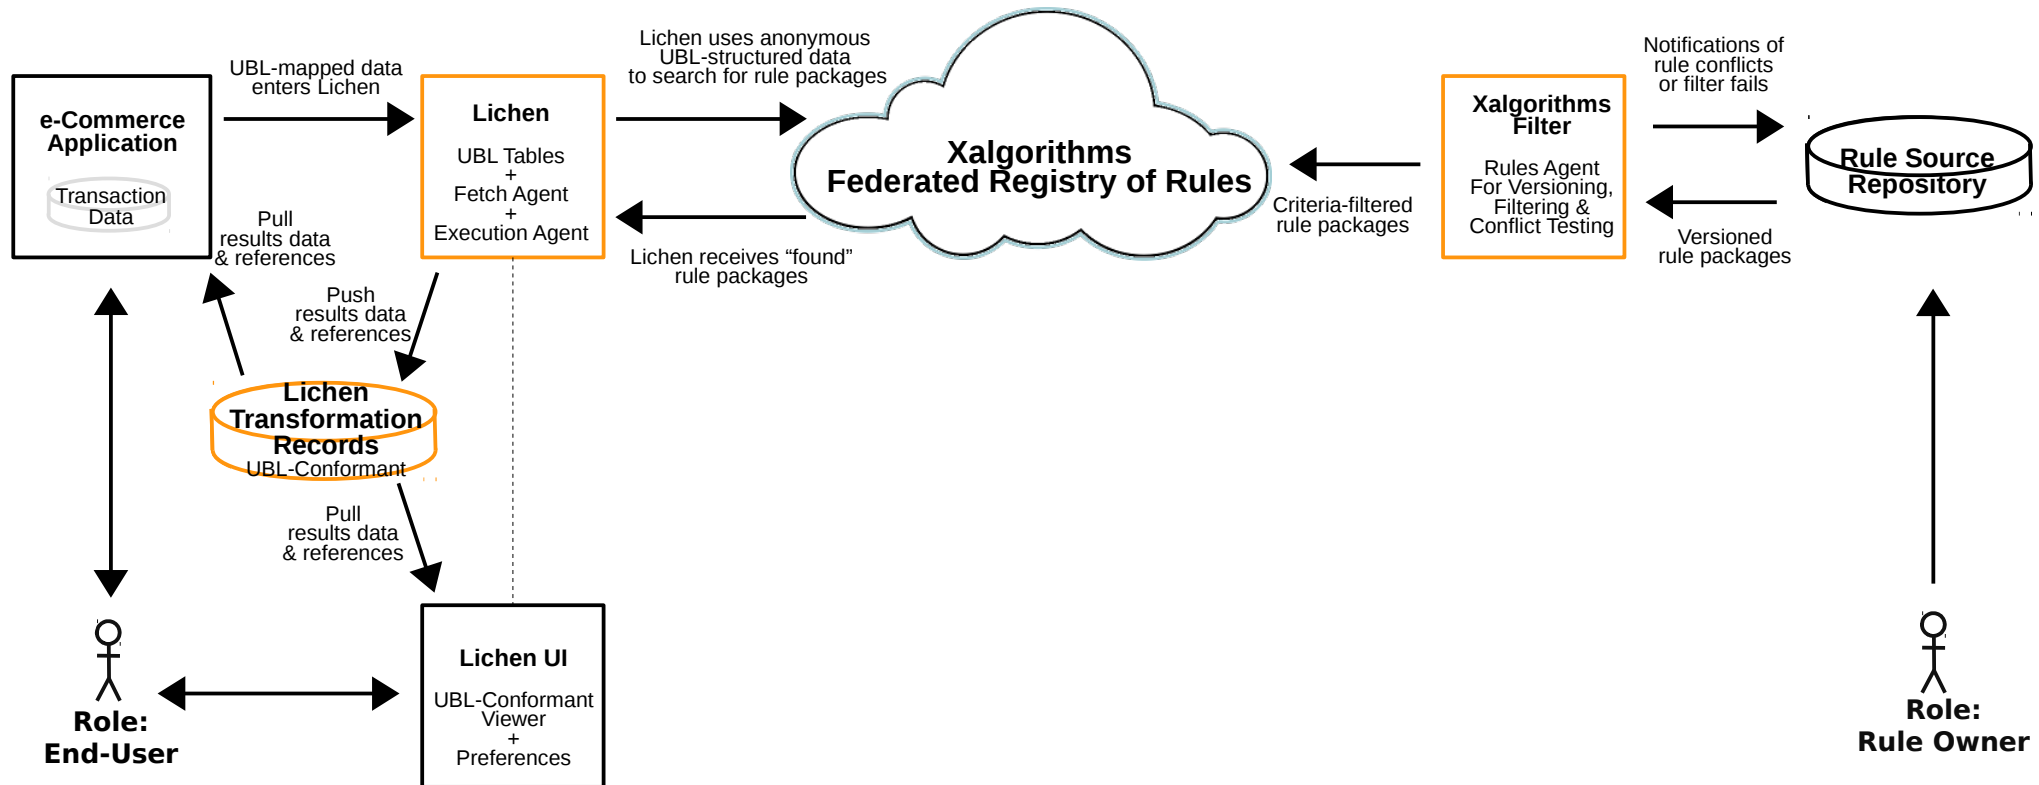 e-Commerce
Application
Transaction
Data
UBL-mapped data
enters Lichen
Lichen
UBL Tables
+
Fetch Agent
+
Execution Agent
Lichen uses anonymous
UBL-structured data
to search for rule packages
Lichen receives “found”
rule packages
Xalgorithms
Federated Registry of Rules
Criteria-filtered
rule packages
Xalgorithms
Filter
Rules Agent
For Versioning,
Filtering &
Conflict Testing
Notifications of
rule conflicts
or filter fails
Versioned
rule packages
Rule Source
Repository
Pull
results data
& references
Push
results data
& references
Lichen
Transformation
Records
UBL-Conformant
Pull
results data
& references
Lichen UI
UBL-Conformant
Viewer
+
Preferences
Role:
End-User
Role:
Rule Owner